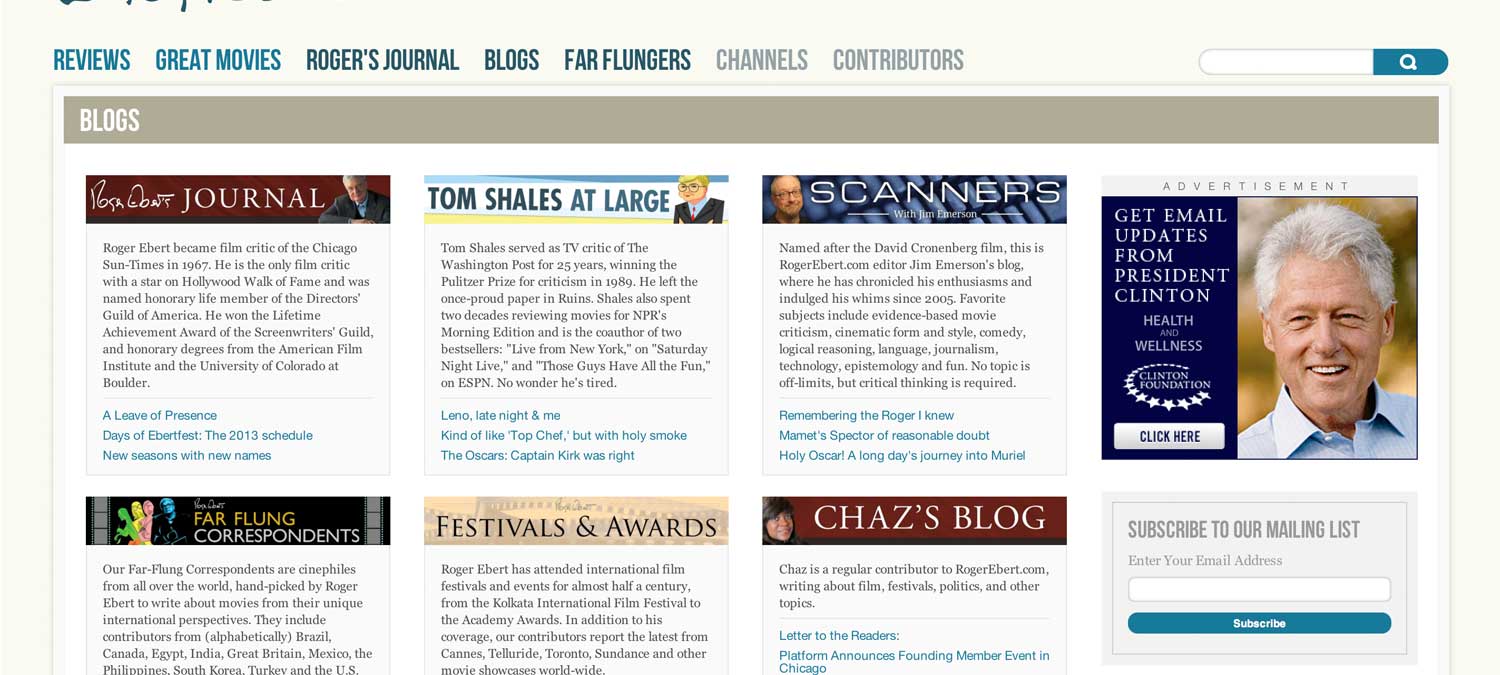 REVIEWS GREAT MOVIES ROGER'S JOURNAL BLOGS FAR FLUNGERS CHANNELS CONTRIBUTORS
BLOGS
Roger Ebert's JOURNAL
Roger Ebert became film critic of the Chicago
Sun-Times in 1967. He is the only film critic
with a star on Hollywood Walk of Fame and was
named honorary life member of the Directors'
Guild of America. He won the Lifetime
Achievement Award of the Screenwriters' Guild,
and honorary degrees from the American Film
Institute and the University of Colorado at
Boulder.
A Leave of Presence
Days of Ebertfest: The 2013 schedule
New seasons with new names
TOM SHALES AT LARGE
Tom Shales served as TV critic of The
Washington Post for 25 years, winning the
Pulitzer Prize for criticism in 1989. He left the
once-proud paper in Ruins. Shales also spent
two decades reviewing movies for NPR's
Morning Edition and is the coauthor of two
bestsellers: "Live from New York," on "Saturday
Night Live," and "Those Guys Have All the Fun,"
on ESPN. No wonder he's tired.
Leno, late night & me
Kind of like 'Top Chef,' but with holy smoke
The Oscars: Captain Kirk was right
SCANNERS
With Jim Emerson
Named after the David Cronenberg film, this is
RogerEbert.com editor Jim Emerson's blog,
where he has chronicled his enthusiasms and
indulged his whims since 2005. Favorite
subjects include evidence-based movie
criticism, cinematic form and style, comedy,
logical reasoning, language, journalism,
technology, epistemology and fun. No topic is
off-limits, but critical thinking is required.
Remembering the Roger I knew
Mamet's Spector of reasonable doubt
Holy Oscar! A long day's journey into Muriel
ADVERTISEMENT
GET EMAIL
UPDATES
FROM
PRESIDENT
CLINTON
HEALTH
AND
WELLNESS
CLINTON
FOUNDATION
CLICK HERE
Roger Ebert's
FAR FLUNG
CORRESPONDENTS
Our Far-Flung Correspondents are cinephiles
from all over the world, hand-picked by Roger
Ebert to write about movies from their unique
international perspectives. They include
contributors from (alphabetically) Brazil,
Canada, Egypt, India, Great Britain, Mexico, the
Philippines, South Korea, Turkey and the U.S.
Roger Ebert's
FESTIVALS & AWARDS
Roger Ebert has attended international film
festivals and events for almost half a century,
from the Kolkata International Film Festival to
the Academy Awards. In addition to his
coverage, our contributors report the latest from
Cannes, Telluride, Toronto, Sundance and other
movie showcases world-wide.
CHAZ'S BLOG
Chaz is a regular contributor to RogerEbert.com,
writing about film, festivals, politics, and other
topics.
Letter to the Readers:
Platform Announces Founding Member Event in
Chicago
SUBSCRIBE TO OUR MAILING LIST
Enter Your Email Address
Subscribe